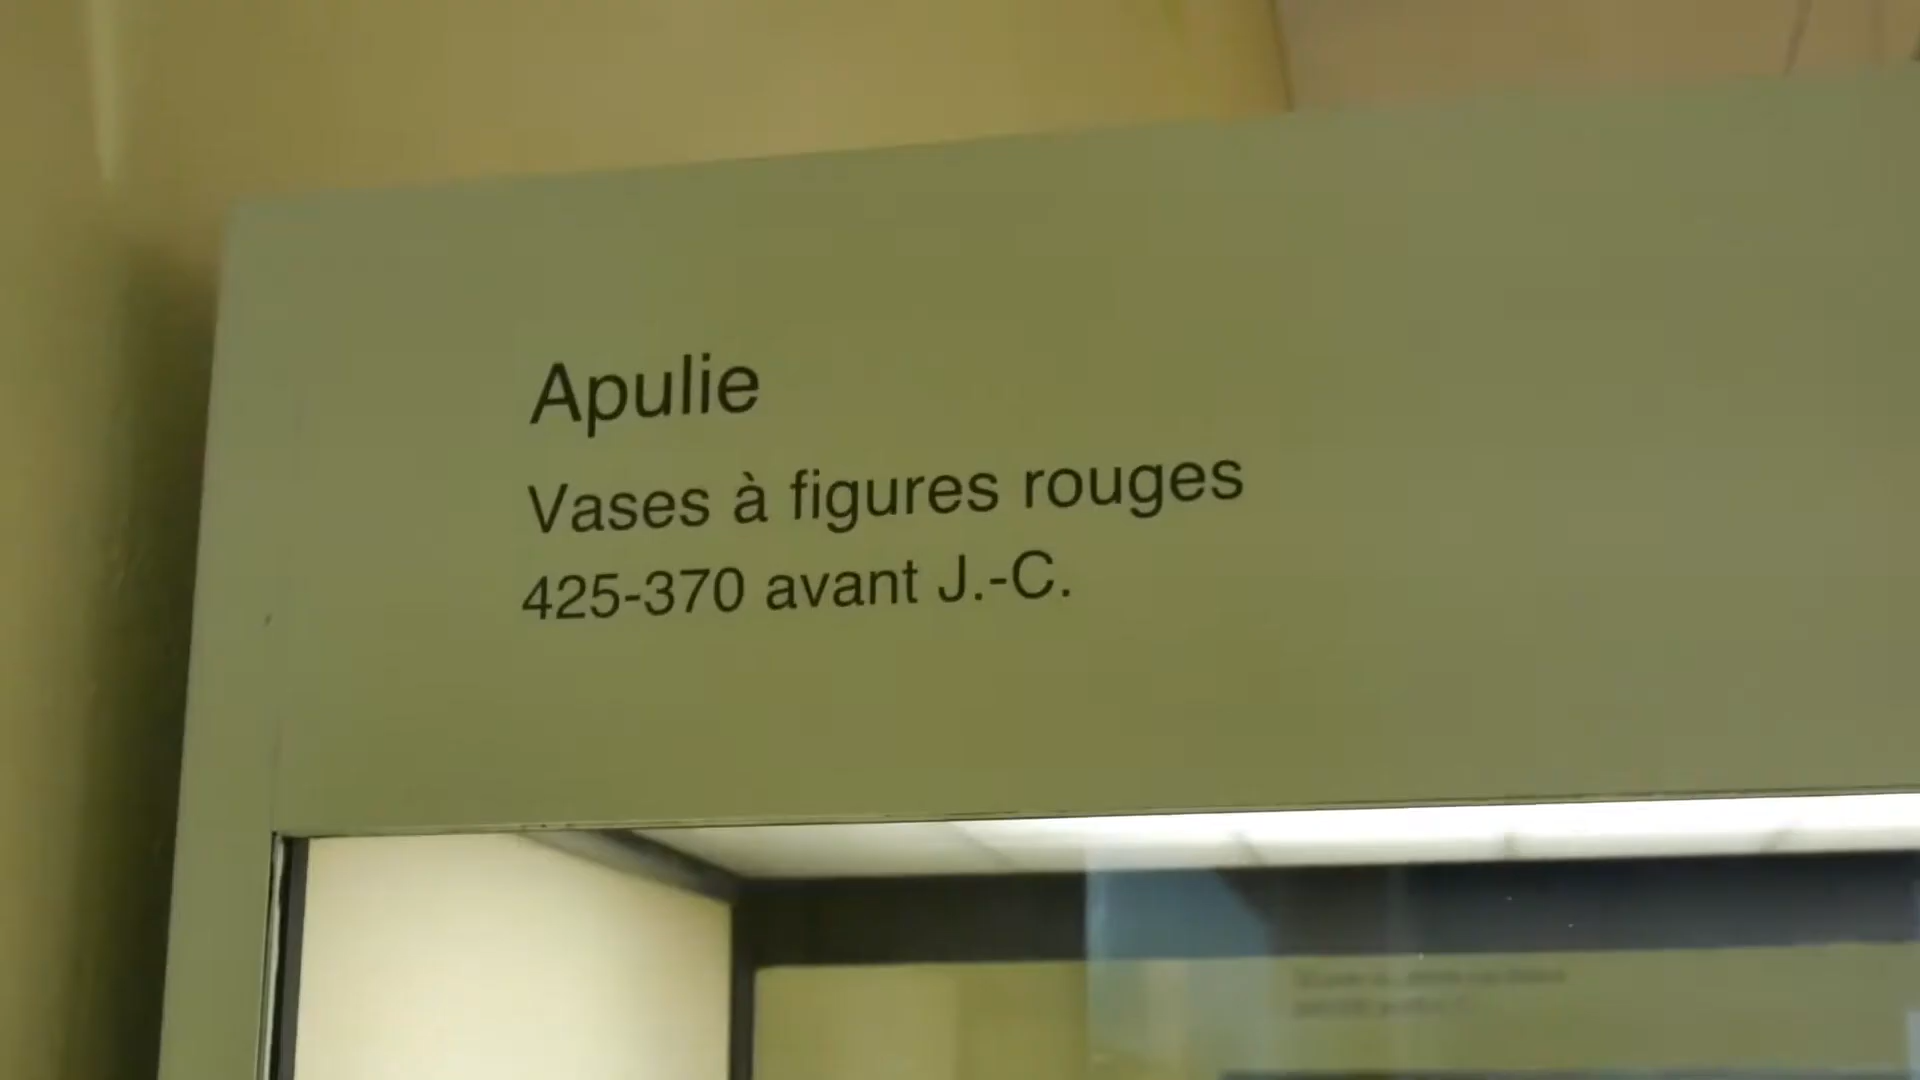 Apulie
Vases à figures rouges
425-370 avant J.-C.